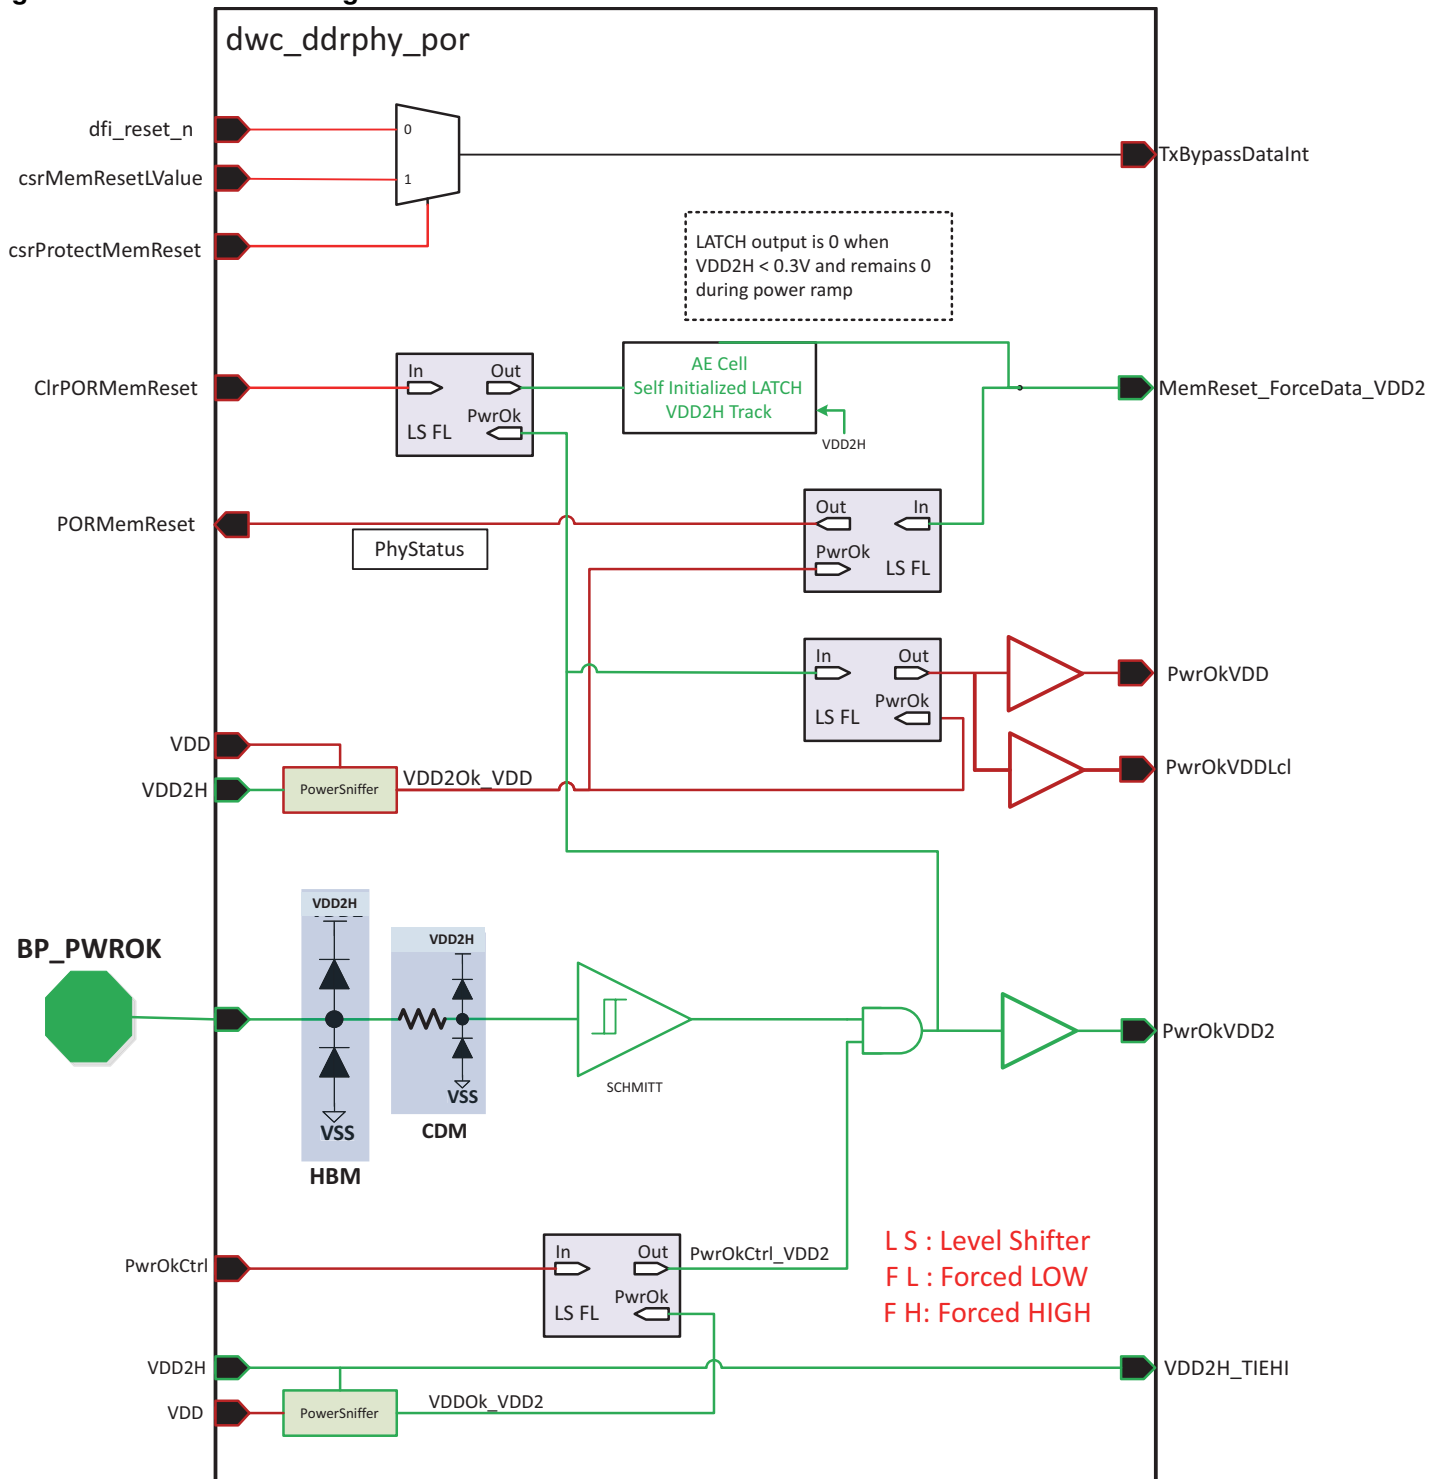 dwc_ddrphy_por
dfi_reset_n
0
TxBypassDataInt
csrMemResetLValue
1
csrProtectMemReset
LATCH output is 0 when
VDD2H < 0.3V and remains 0
during power ramp
ClrPORMemReset
In
Out
PwrOk
LS FL
AE Cell
Self Initialized LATCH
VDD2H Track
VDD2H
MemReset_ForceData_VDD2
PORMemReset
PhyStatus
Out
In
PwrOk
LS FL
In
Out
PwrOk
LS FL
PwrOkVDD
PwrOkVDDLcl
VDD
VDD2H
PowerSniffer
VDD2Ok_VDD
BP_PWROK
VDD2H
VSS
HBM
VDD2H
VSS
CDM
SCHMITT
PwrOkVDD2
PwrOkCtrl
In
Out
PwrOk
LS FL
PwrOkCtrl_VDD2
L S : Level Shifter
F L : Forced LOW
F H: Forced HIGH
VDD2H
VDD2H_TIEHI
VDD
PowerSniffer
VDDOk_VDD2